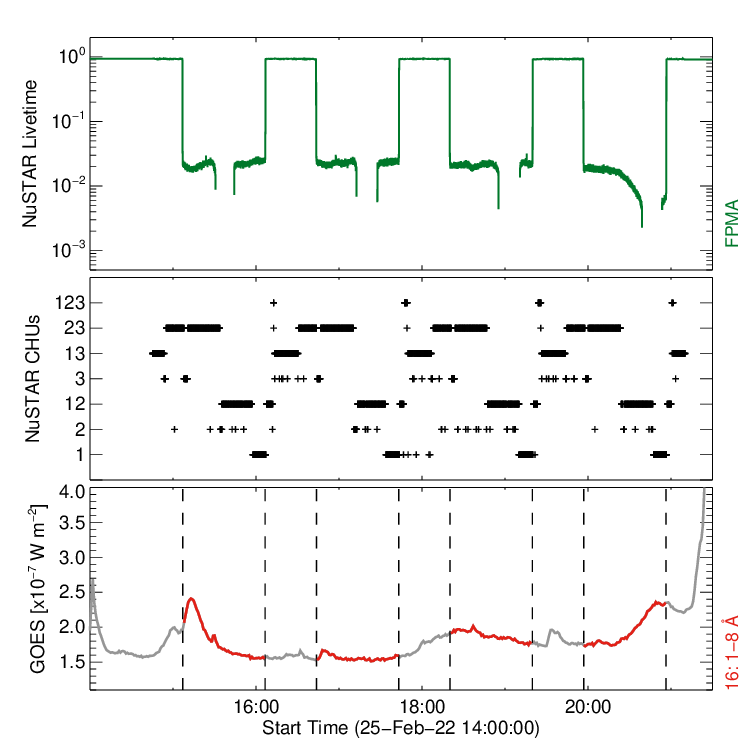 NuSTAR Livetime
10⁰
10⁻¹
10⁻²
10⁻³
FPMA
NuSTAR CHUs
123
23
13
3
12
2
1
GOES [x10⁻⁷ W m⁻²]
4.0
3.5
3.0
2.5
2.0
1.5
16: 1−8 Å
16:00 18:00 20:00
Start Time (25−Feb−22 14:00:00)